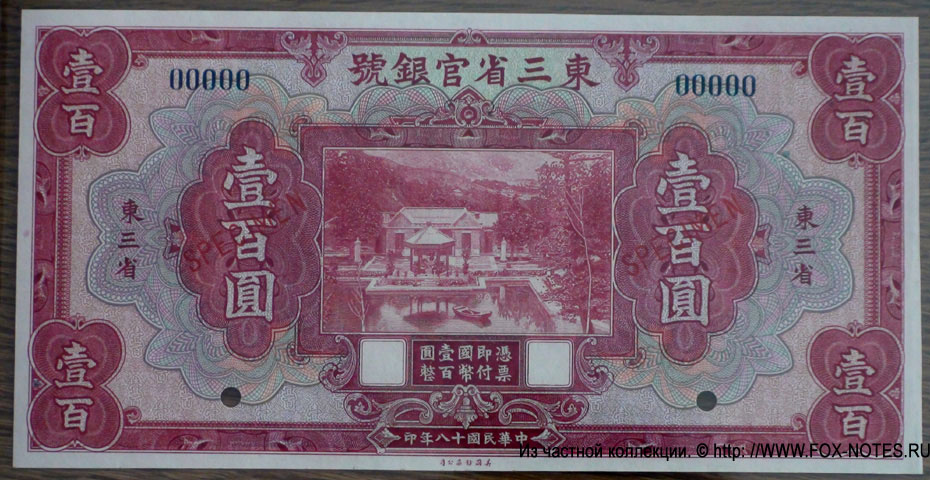 東三省官銀號
00000
00000
壹百
壹百
壹百圓
壹百圓
SPECIMEN
SPECIMEN
東三省
東三省
憑票
即付
國幣
壹百
圓整
壹百
壹百
中華民國十八年印
Из частной коллекции. © http://www.FOX-NOTES.RU